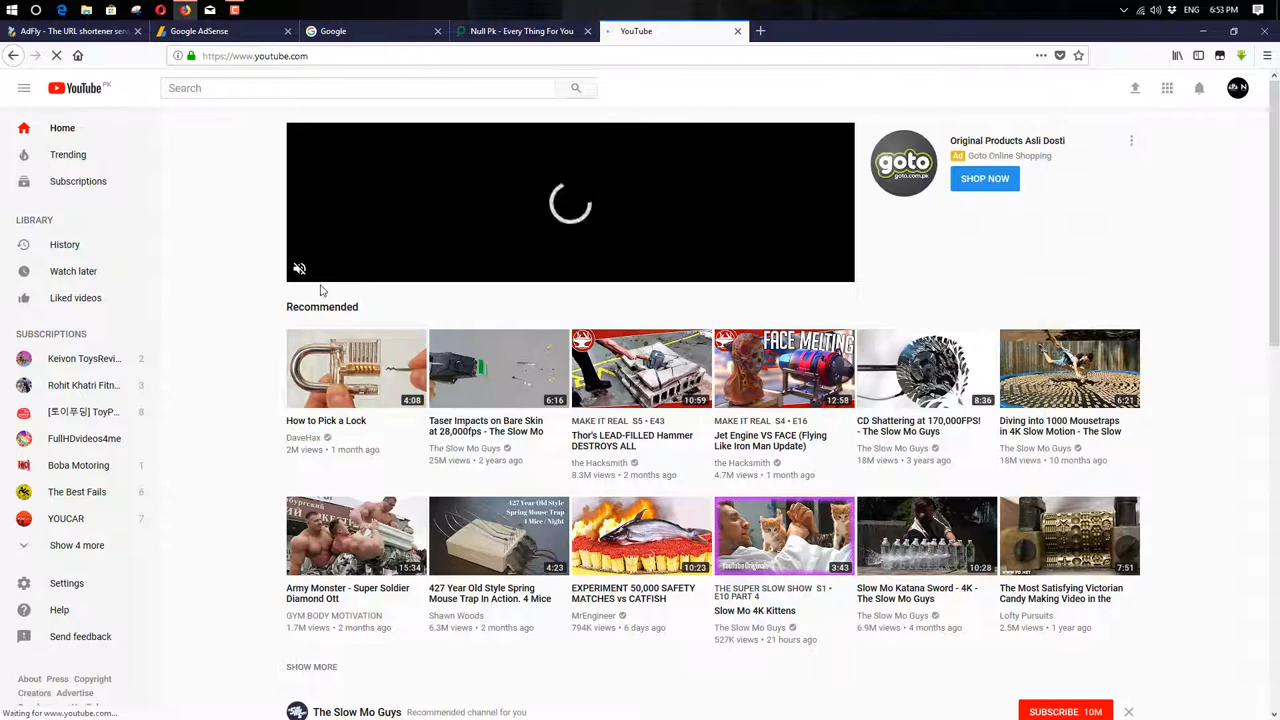 ENG 6:53 PM
AdFly - The URL shortener serv
Google AdSense
Google
Null Pk - Every Thing For You
YouTube
https://www.youtube.com
YouTube PK
Search
Home
Trending
Subscriptions
LIBRARY
History
Watch later
Liked videos
SUBSCRIPTIONS
Keivon ToysRevi... 2
Rohit Khatri Fitn... 3
[토이푸딩] ToyP... 8
FullHDvideos4me
Boba Motoring 1
The Best Fails 6
YOUCAR 7
Show 4 more
Settings
Help
Send feedback
About Press Copyright
Creators Advertise
Waiting for www.youtube.com...
goto
goto.com.pk
Original Products Asli Dosti
Ad Goto Online Shopping
SHOP NOW
Recommended
4:08
How to Pick a Lock
DaveHax
2M views • 1 month ago
6:16
Taser Impacts on Bare Skin
at 28,000fps - The Slow Mo
The Slow Mo Guys
25M views • 2 years ago
10:59
MAKE IT REAL S5 • E43
Thor's LEAD-FILLED Hammer
DESTROYS ALL
the Hacksmith
8.3M views • 2 months ago
FACE MELTING
12:58
MAKE IT REAL S4 • E16
Jet Engine VS FACE (Flying
Like Iron Man Update)
the Hacksmith
4.7M views • 1 month ago
8:36
CD Shattering at 170,000FPS!
- The Slow Mo Guys
The Slow Mo Guys
18M views • 3 years ago
6:21
Diving into 1000 Mousetraps
in 4K Slow Motion - The Slow
The Slow Mo Guys
18M views • 10 months ago
15:34
Army Monster - Super Soldier
Diamond Ott
GYM BODY MOTIVATION
1.7M views • 2 months ago
427 Year Old Style
Spring Mouse Trap
4 Mice / Night
4:23
427 Year Old Style Spring
Mouse Trap In Action. 4 Mice
Shawn Woods
6.3M views • 2 months ago
10:23
EXPERIMENT 50,000 SAFETY
MATCHES vs CATFISH
MrEngineer
794K views • 6 days ago
YouTube Originals
3:43
THE SUPER SLOW SHOW S1 •
E10 PART 4
Slow Mo 4K Kittens
The Slow Mo Guys
527K views • 21 hours ago
10:28
Slow Mo Katana Sword - 4K -
The Slow Mo Guys
The Slow Mo Guys
6.9M views • 4 months ago
7:51
The Most Satisfying Victorian
Candy Making Video in the
Lofty Pursuits
2.5M views • 1 year ago
SHOW MORE
The Slow Mo Guys Recommended channel for you
SUBSCRIBE 10M